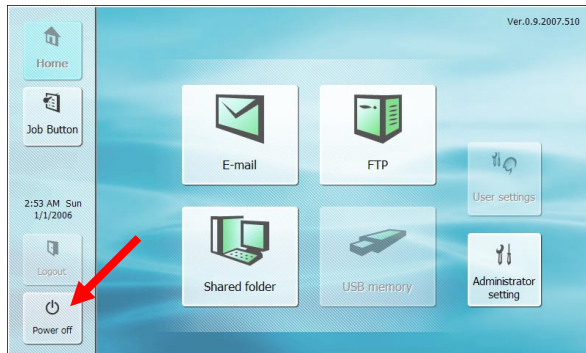 Ver.0.9.2007.510
Home
Job Button
2:53 AM Sun
1/1/2006
Logout
Power off
E-mail
FTP
Shared folder
USB memory
User settings
Administrator
setting